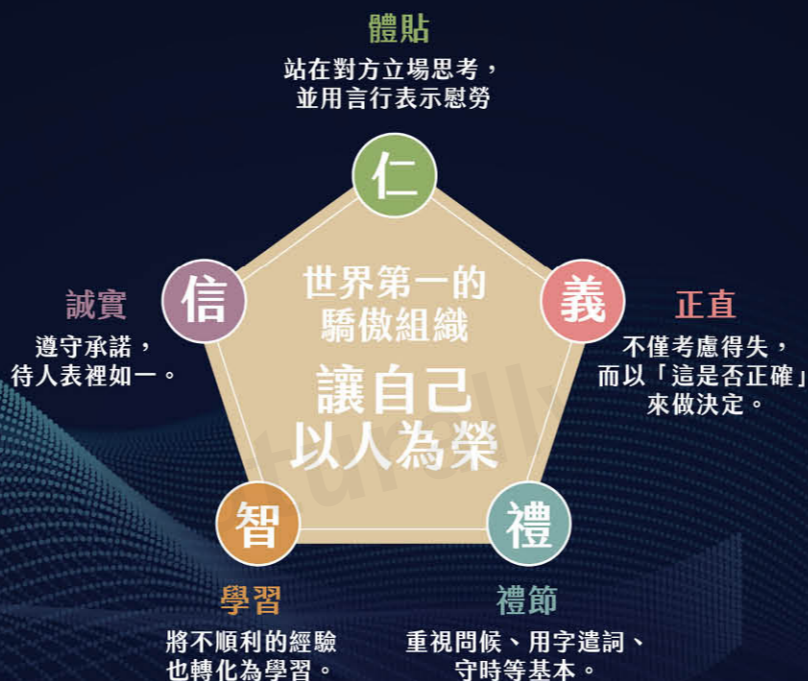 體貼
站在對方立場思考，
並用言行表示慰勞
仁
世界第一的
驕傲組織
讓自己
以人為榮
信
誠實
遵守承諾，
待人表裡如一。
義
正直
不僅考慮得失，
而以「這是否正確」
來做決定。
智
學習
將不順利的經驗
也轉化為學習。
禮
禮節
重視問候、用字遣詞、
守時等基本。